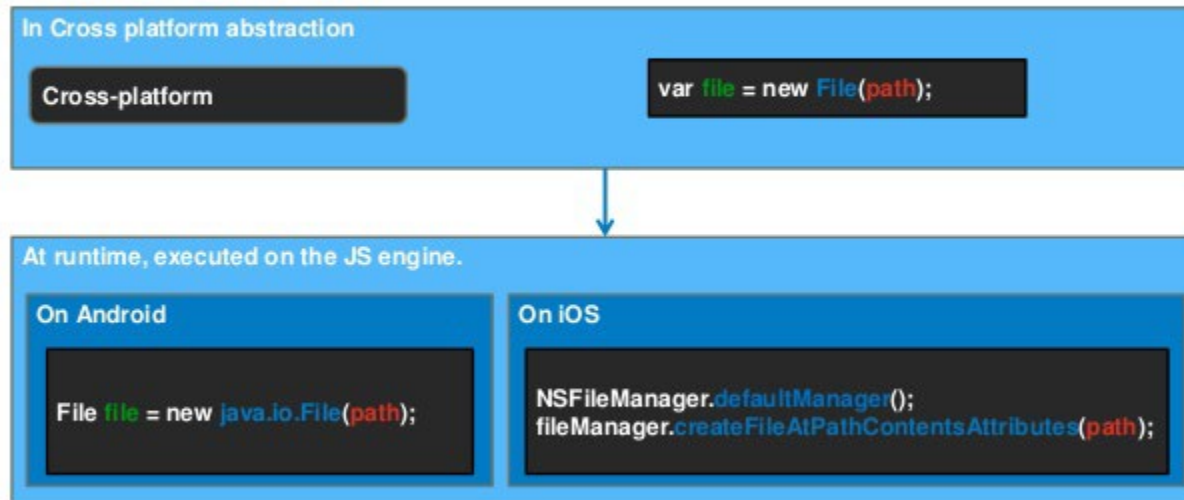 In Cross platform abstraction
Cross-platform
var file = new File(path);
At runtime, executed on the JS engine.
On Android
File file = new java.io.File(path);
On iOS
NSFileManager.defaultManager();
fileManager.createFileAtPathContentsAttributes(path);